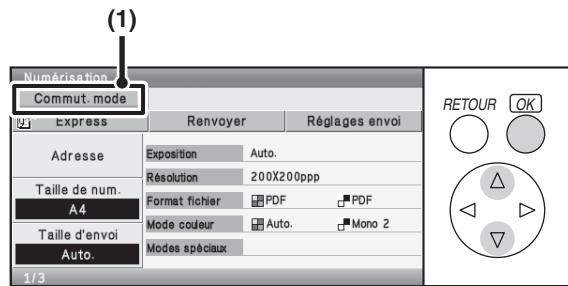 (1)
Numérisation
Commut. mode
Express Renvoyer Réglages envoi
Adresse
Taille de num.
A4
Taille d'envoi
Auto.
Exposition Auto.
Résolution 200X200ppp
Format fichier PDF PDF
Mode couleur Auto. Mono 2
Modes spéciaux
1/3
RETOUR OK